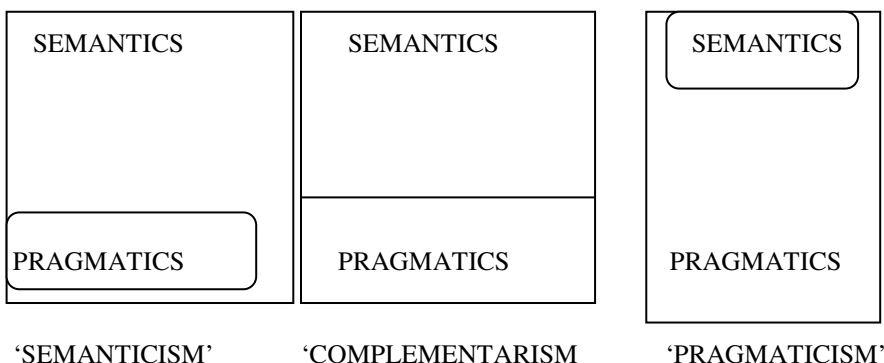 SEMANTICS SEMANTICS SEMANTICS
PRAGMATICS PRAGMATICS PRAGMATICS
‘SEMANTICISM’ ‘COMPLEMENTARISM ‘PRAGMATICISM’